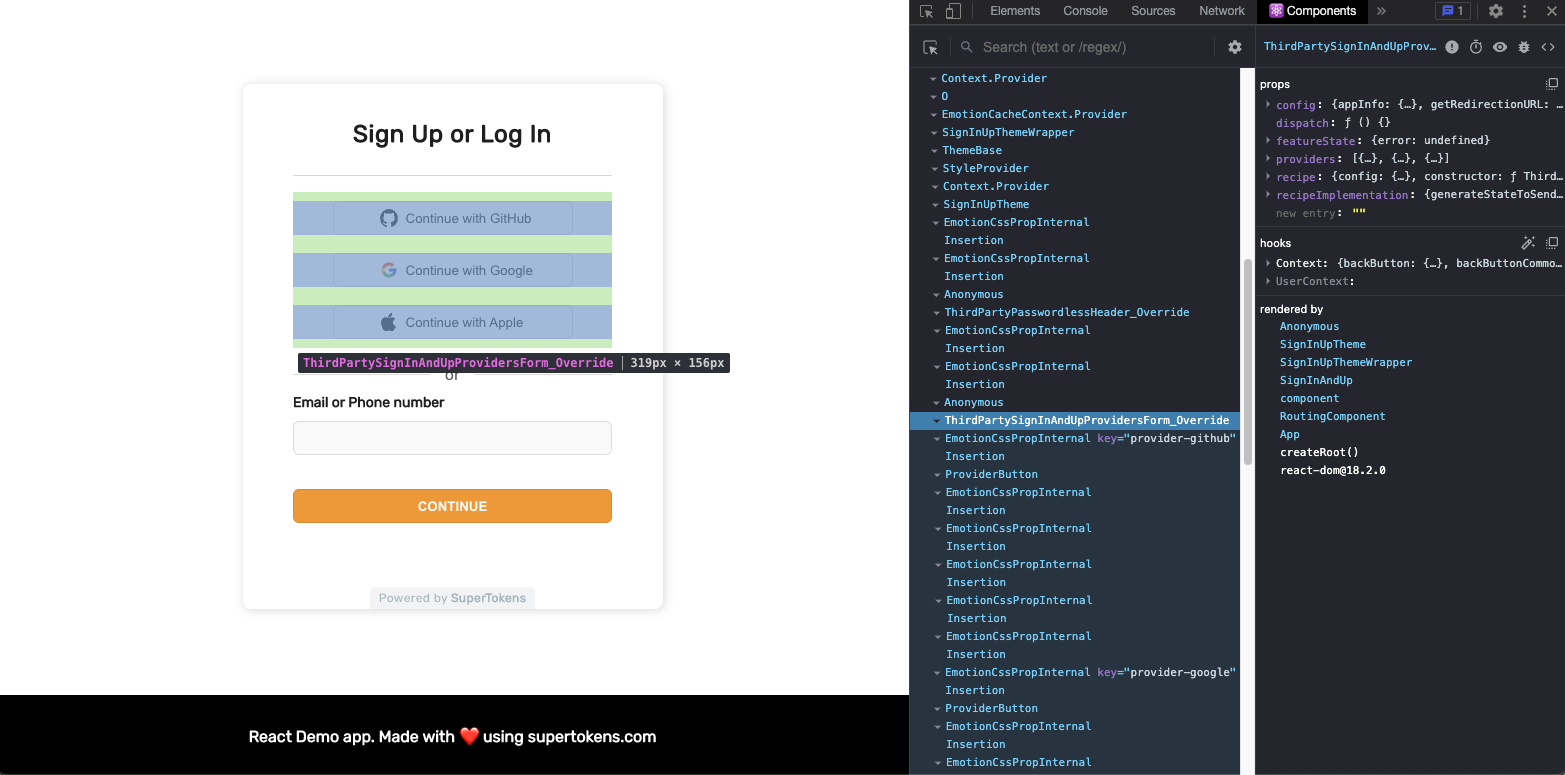 Sign Up or Log In
Continue with GitHub
Continue with Google
Continue with Apple
ThirdPartySignInAndUpProvidersForm_Override | 319px × 156px
or
Email or Phone number
CONTINUE
Powered by SuperTokens
React Demo app. Made with ❤️ using supertokens.com
Elements Console Sources Network Components » 1
Search (text or /regex/)
Context.Provider
O
EmotionCacheContext.Provider
SignInUpThemeWrapper
ThemeBase
StyleProvider
Context.Provider
SignInUpTheme
EmotionCssPropInternal
Insertion
EmotionCssPropInternal
Insertion
Anonymous
ThirdPartyPasswordlessHeader_Override
EmotionCssPropInternal
Insertion
EmotionCssPropInternal
Insertion
Anonymous
ThirdPartySignInAndUpProvidersForm_Override
EmotionCssPropInternal key="provider-github"
Insertion
ProviderButton
EmotionCssPropInternal
Insertion
EmotionCssPropInternal
Insertion
EmotionCssPropInternal
Insertion
EmotionCssPropInternal
Insertion
EmotionCssPropInternal
Insertion
EmotionCssPropInternal key="provider-google"
Insertion
ProviderButton
EmotionCssPropInternal
Insertion
EmotionCssPropInternal
ThirdPartySignInAndUpProv…
props
config: {appInfo: {…}, getRedirectionURL: …
dispatch: ƒ () {}
featureState: {error: undefined}
providers: [{…}, {…}, {…}]
recipe: {config: {…}, constructor: ƒ Third…
recipeImplementation: {generateStateToSend…
new entry: ""
hooks
Context: {backButton: {…}, backButtonCommo…
UserContext:
rendered by
Anonymous
SignInUpTheme
SignInUpThemeWrapper
SignInAndUp
component
RoutingComponent
App
createRoot()
react-dom@18.2.0